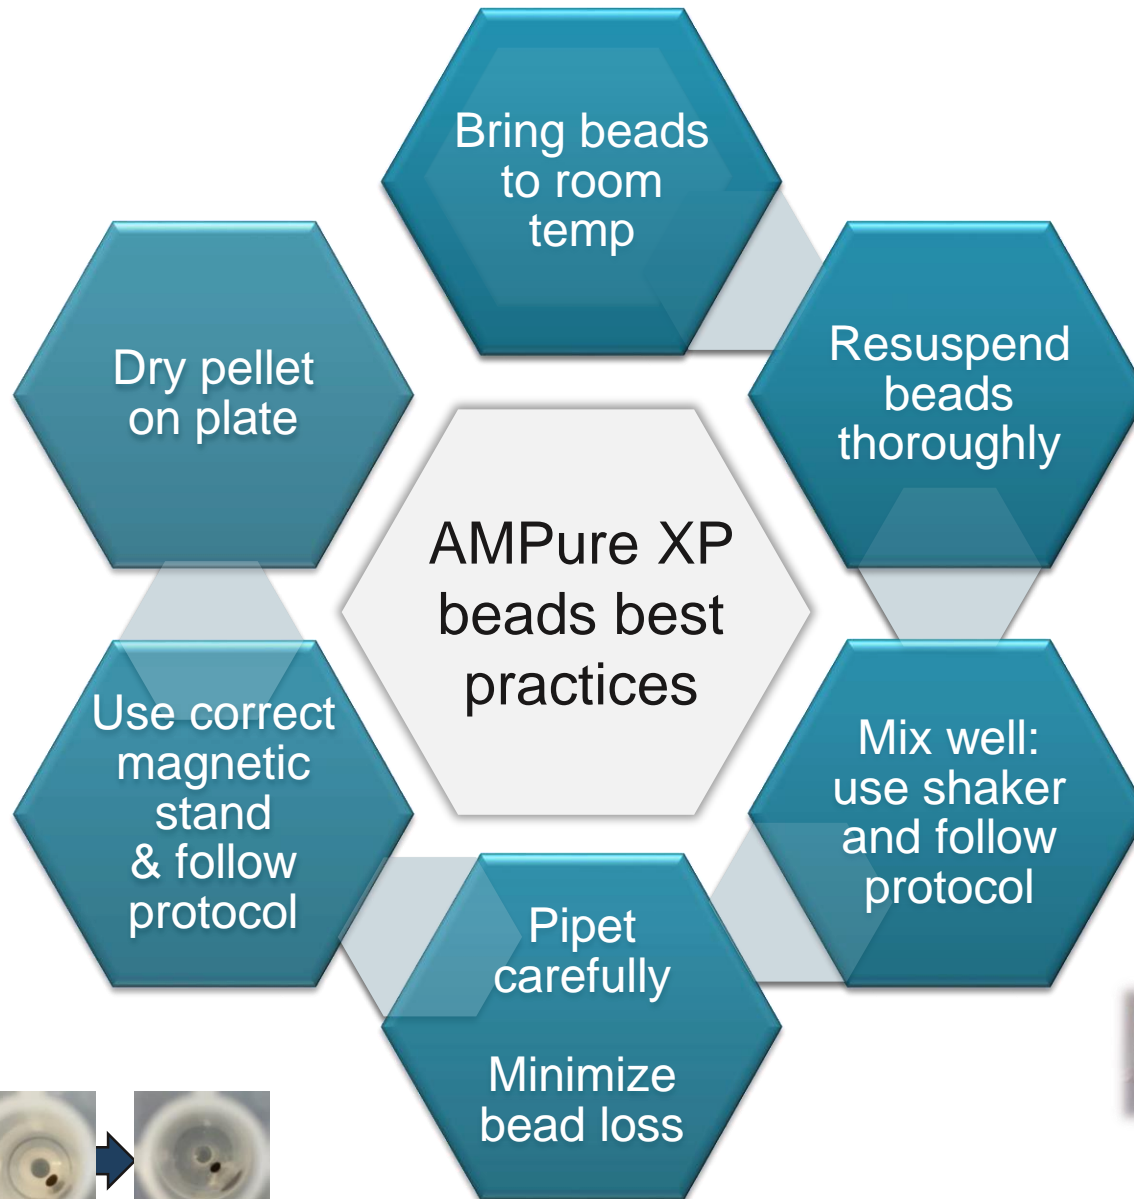 Bring beads
to room
temp
Resuspend
beads
thoroughly
Mix well:
use shaker
and follow
protocol
Pipet
carefully
Minimize
bead loss
Use correct
magnetic
stand
& follow
protocol
Dry pellet
on plate
AMPure XP
beads best
practices